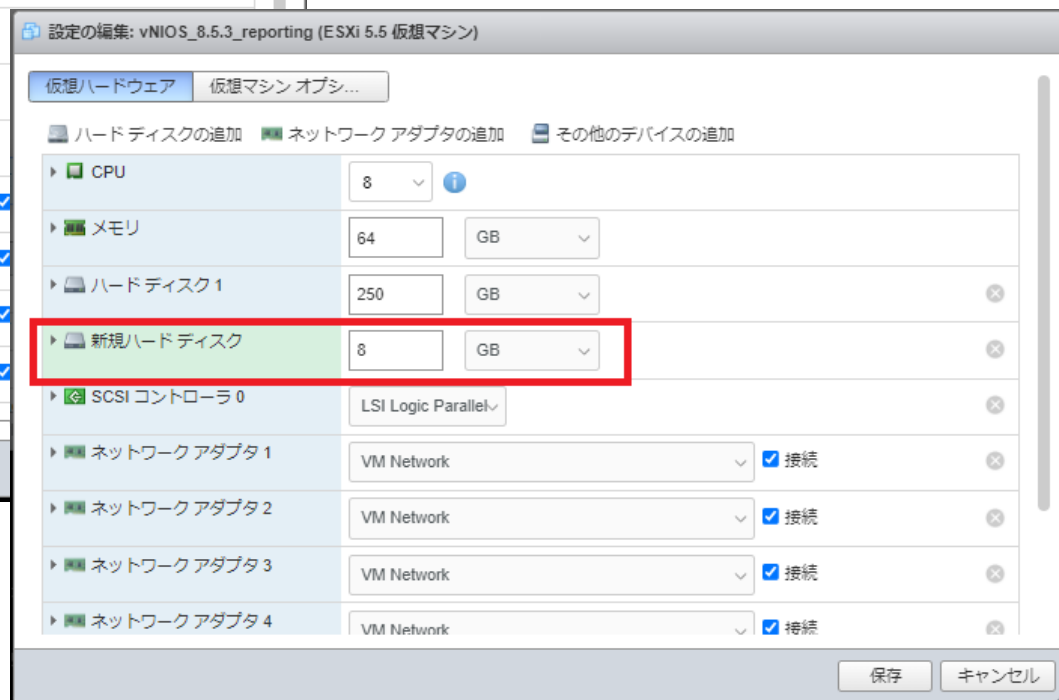 設定の編集: vNIOS_8.5.3_reporting (ESXi 5.5 仮想マシン)
仮想ハードウェア 仮想マシン オプシ...
ハード ディスクの追加 ネットワーク アダプタの追加 その他のデバイスの追加
CPU 8
メモリ 64 GB
ハード ディスク 1 250 GB
新規ハード ディスク 8 GB
SCSI コントローラ 0 LSI Logic Parallel
ネットワーク アダプタ 1 VM Network 接続
ネットワーク アダプタ 2 VM Network 接続
ネットワーク アダプタ 3 VM Network 接続
ネットワーク アダプタ 4 VM Network 接続
保存 キャンセル